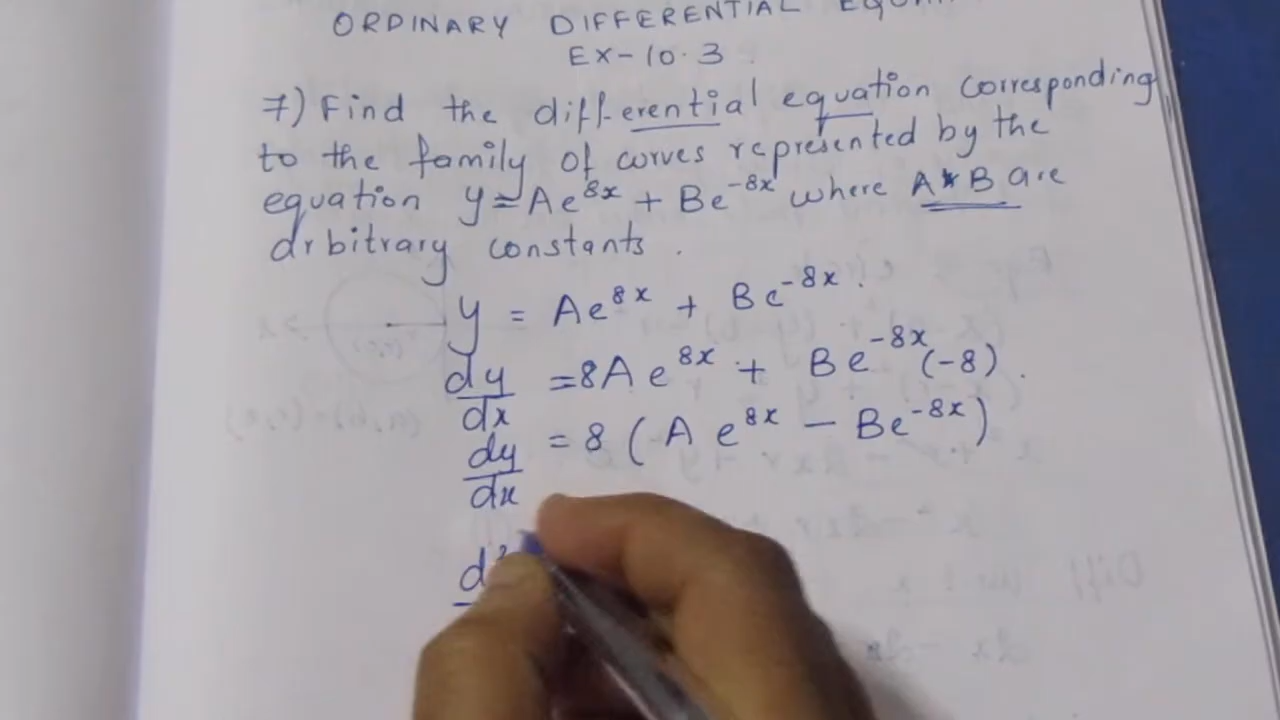 ORDINARY DIFFERENTIAL
EX-10.3
7) Find the differential equation corresponding
to the family of curves represented by the
equation y = Ae^{8x} + Be^{-8x} where A & B are
arbitrary constants.
y = Ae^{8x} + Be^{-8x}.
dy/dx = 8Ae^{8x} + Be^{-8x}(-8).
dy/dx = 8(Ae^{8x} - Be^{-8x})
d²